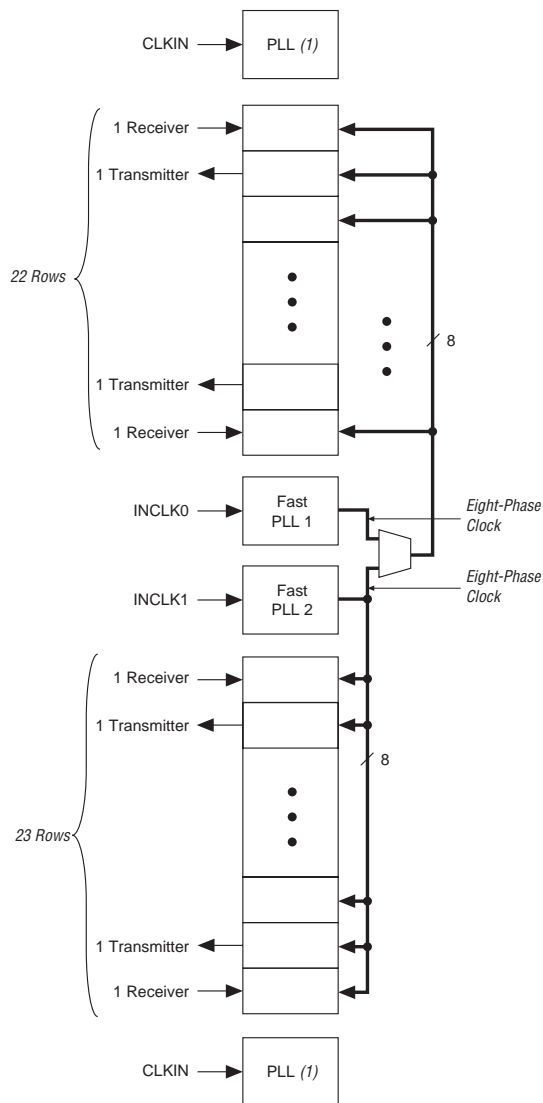 CLKIN
PLL (1)
1 Receiver
1 Transmitter
22 Rows
8
1 Transmitter
1 Receiver
INCLK0
Fast
PLL 1
Eight-Phase
Clock
INCLK1
Fast
PLL 2
Eight-Phase
Clock
1 Receiver
1 Transmitter
8
23 Rows
1 Transmitter
1 Receiver
CLKIN
PLL (1)